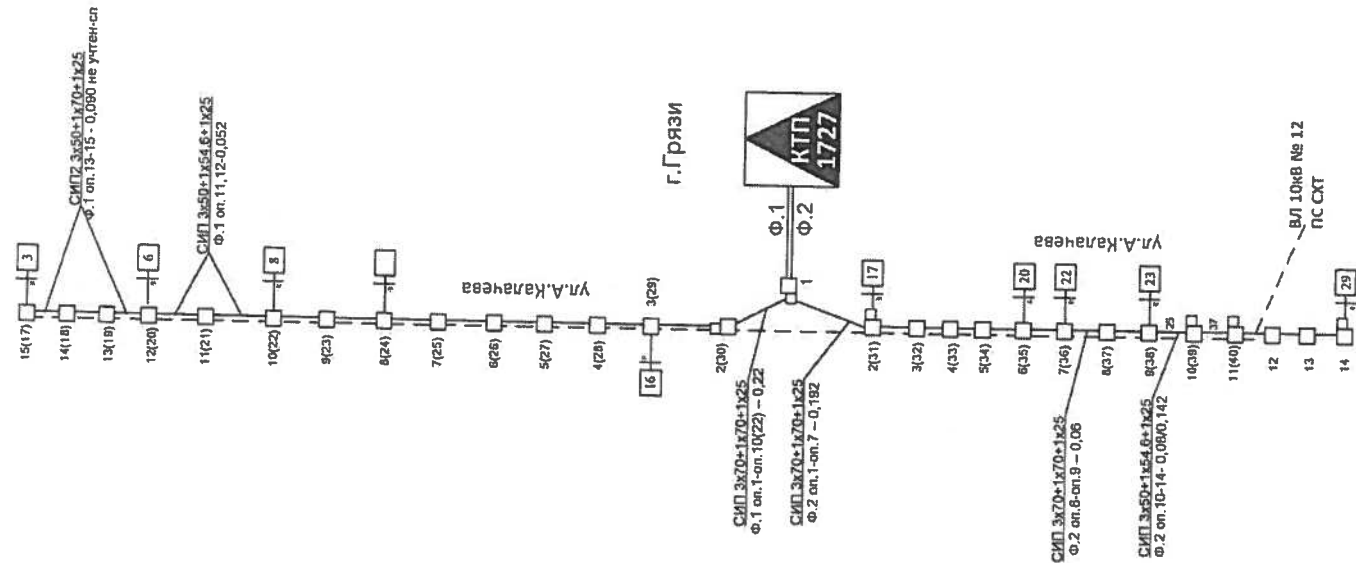 СИП2 3х50+1х70+1х25
Ф.1 оп.13-15 - 0,090 не учтен-сп
СИП 3х50+1х54.6+1х25
Ф.1 оп.11,12-0,052
3
15(17)
14(18)
13(19)
6
12(20)
11(21)
8
10(22)
9(23)
8(24)
7(25)
6(26)
5(27)
4(28)
ул.А.Калачева
3(29)
16
2(30)
г.Грязи
КТП
1727
Ф.1
Ф.2
1
СИП 3х70+1х70+1х25
Ф.1 оп.1-оп.10(22) – 0,22
СИП 3х70+1х70+1х25
Ф.2 оп.1-оп.7 – 0,192
17
2(31)
3(32)
4(33)
5(34)
20
6(35)
22
7(36)
8(37)
23
9(38)
25
10(39)
37
11(40)
12
13
29
14
ул.А.Калачева
СИП 3х70+1х70+1х25
Ф.2 оп.8-оп.9 – 0,06
СИП 3х50+1х54.6+1х25
Ф.2 оп.10-14- 0,08/0,142
ВЛ 10кВ № 12
ПС СХТ